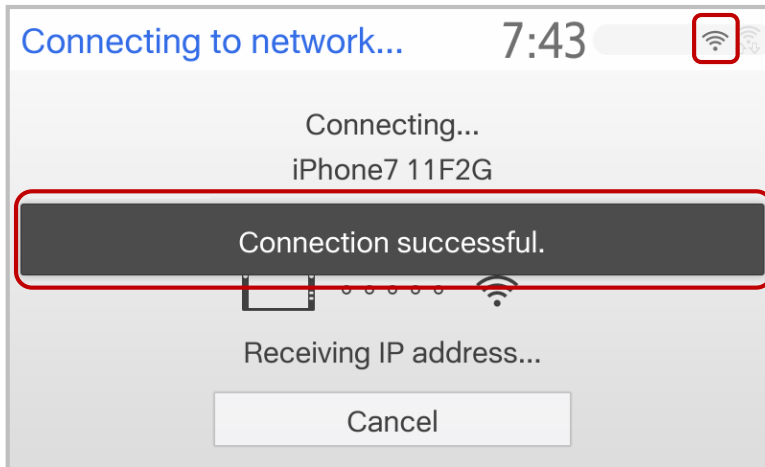 Connecting to network... 7:43
Connecting...
iPhone7 11F2G
Connection successful.
Receiving IP address...
Cancel